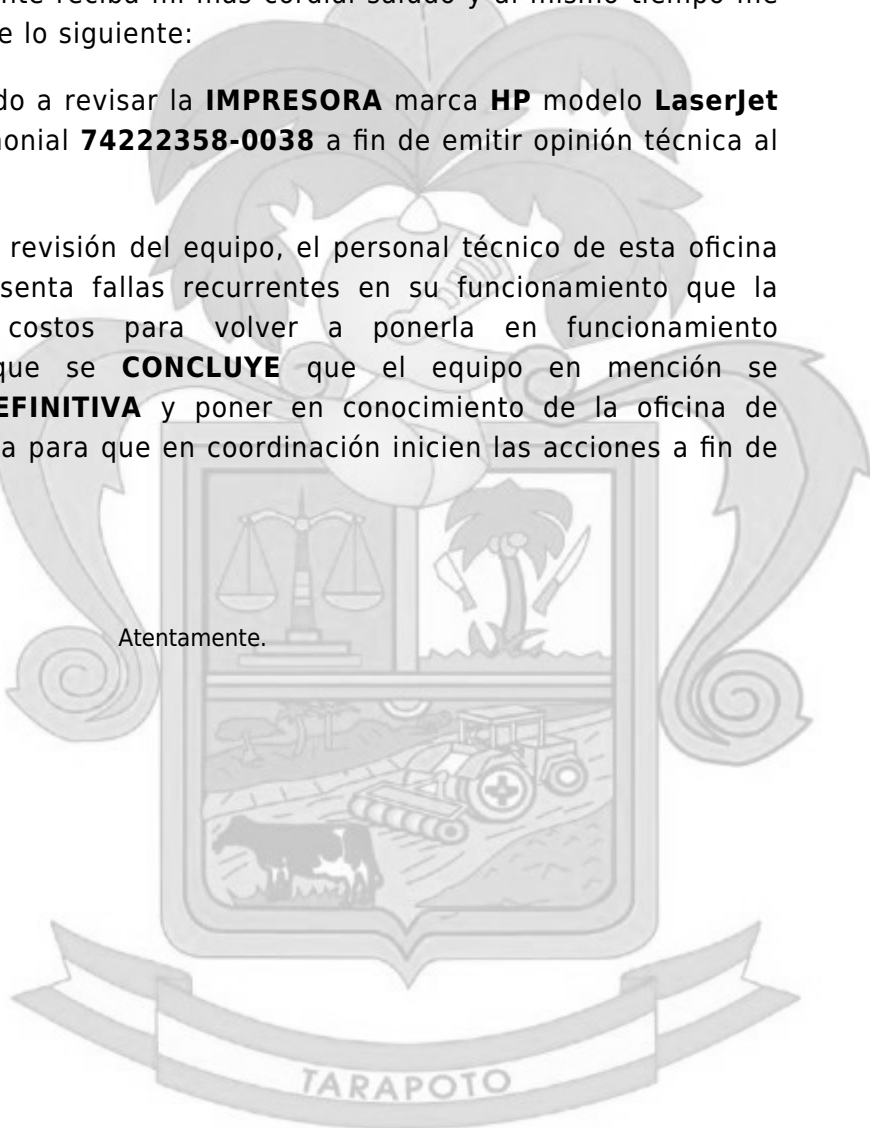 reciba mi más cordial saludo y al mismo tiempo me
e lo siguiente:
do a revisar la IMPRESORA marca HP modelo LaserJet
onial 74222358-0038 a fin de emitir opinión técnica al
revisión del equipo, el personal técnico de esta oficina
senta fallas recurrentes en su funcionamiento que la
costos para volver a ponerla en funcionamiento
que se CONCLUYE que el equipo en mención se
EFINITIVA y poner en conocimiento de la oficina de
a para que en coordinación inicien las acciones a fin de
Atentamente.
TARAPOTO